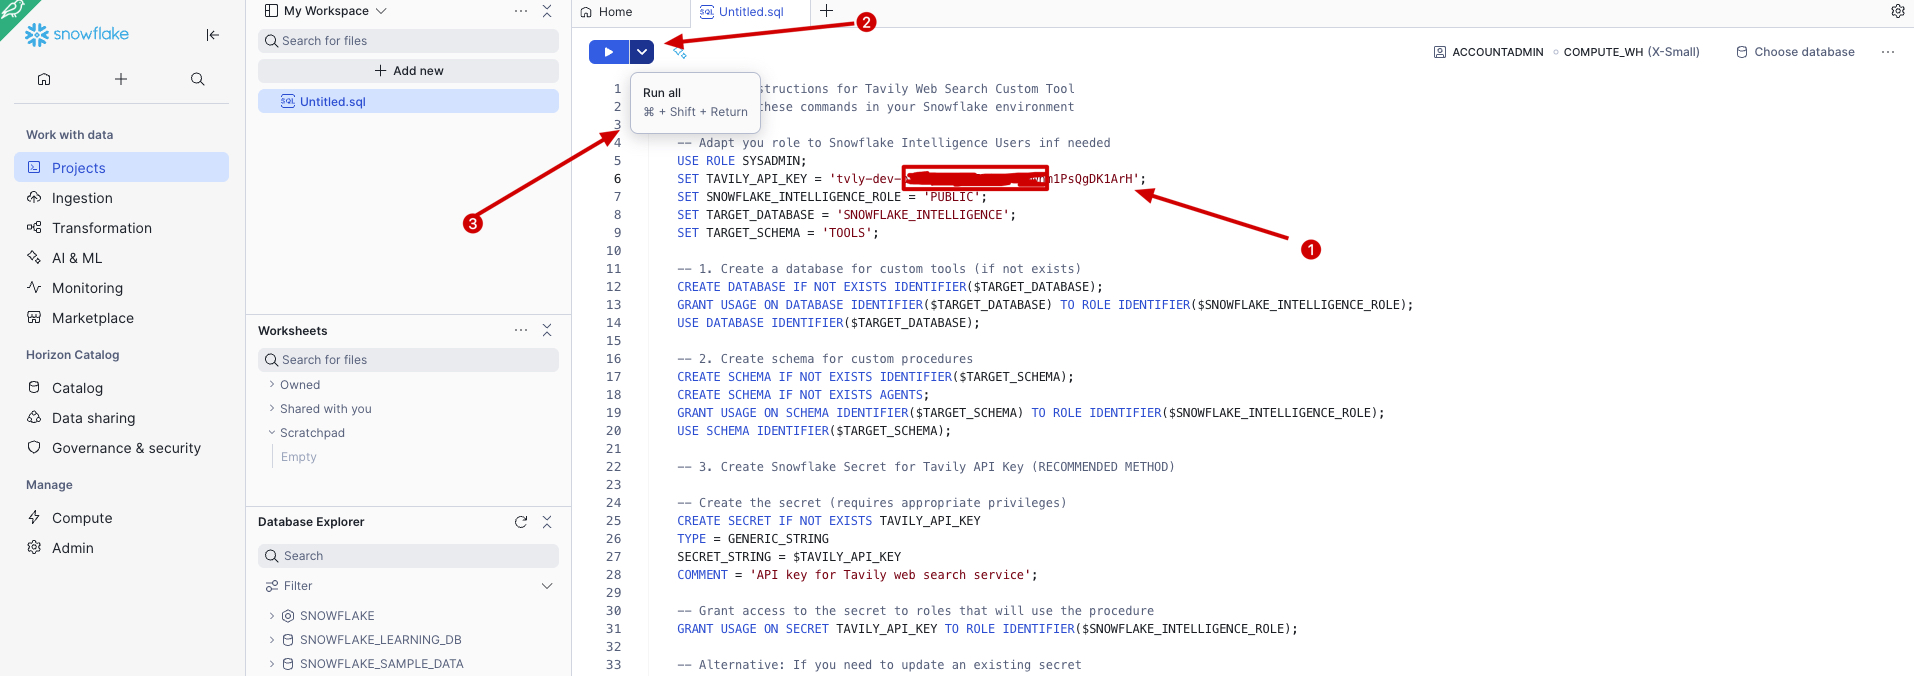 snowflake
Work with data
Projects
Ingestion
Transformation
AI & ML
Monitoring
Marketplace
Horizon Catalog
Catalog
Data sharing
Governance & security
Manage
Compute
Admin
My Workspace
Search for files
Add new
Untitled.sql
Worksheets
Search for files
Owned
Shared with you
Scratchpad
Empty
Database Explorer
Search
Filter
SNOWFLAKE
SNOWFLAKE_LEARNING_DB
SNOWFLAKE_SAMPLE_DATA
Home
Untitled.sql
2
ACCOUNTADMIN
COMPUTE_WH (X-Small)
Choose database
Run all
⌘ + Shift + Return
3
1
1 structions for Tavily Web Search Custom Tool
2 these commands in your Snowflake environment
3
4 -- Adapt you role to Snowflake Intelligence Users inf needed
5 USE ROLE SYSADMIN;
6 SET TAVILY_API_KEY = 'tvly-dev- 1PsQgDK1ArH';
7 SET SNOWFLAKE_INTELLIGENCE_ROLE = 'PUBLIC';
8 SET TARGET_DATABASE = 'SNOWFLAKE_INTELLIGENCE';
9 SET TARGET_SCHEMA = 'TOOLS';
10
11 -- 1. Create a database for custom tools (if not exists)
12 CREATE DATABASE IF NOT EXISTS IDENTIFIER($TARGET_DATABASE);
13 GRANT USAGE ON DATABASE IDENTIFIER($TARGET_DATABASE) TO ROLE IDENTIFIER($SNOWFLAKE_INTELLIGENCE_ROLE);
14 USE DATABASE IDENTIFIER($TARGET_DATABASE);
15
16 -- 2. Create schema for custom procedures
17 CREATE SCHEMA IF NOT EXISTS IDENTIFIER($TARGET_SCHEMA);
18 CREATE SCHEMA IF NOT EXISTS AGENTS;
19 GRANT USAGE ON SCHEMA IDENTIFIER($TARGET_SCHEMA) TO ROLE IDENTIFIER($SNOWFLAKE_INTELLIGENCE_ROLE);
20 USE SCHEMA IDENTIFIER($TARGET_SCHEMA);
21
22 -- 3. Create Snowflake Secret for Tavily API Key (RECOMMENDED METHOD)
23
24 -- Create the secret (requires appropriate privileges)
25 CREATE SECRET IF NOT EXISTS TAVILY_API_KEY
26 TYPE = GENERIC_STRING
27 SECRET_STRING = $TAVILY_API_KEY
28 COMMENT = 'API key for Tavily web search service';
29
30 -- Grant access to the secret to roles that will use the procedure
31 GRANT USAGE ON SECRET TAVILY_API_KEY TO ROLE IDENTIFIER($SNOWFLAKE_INTELLIGENCE_ROLE);
32
33 -- Alternative: If you need to update an existing secret